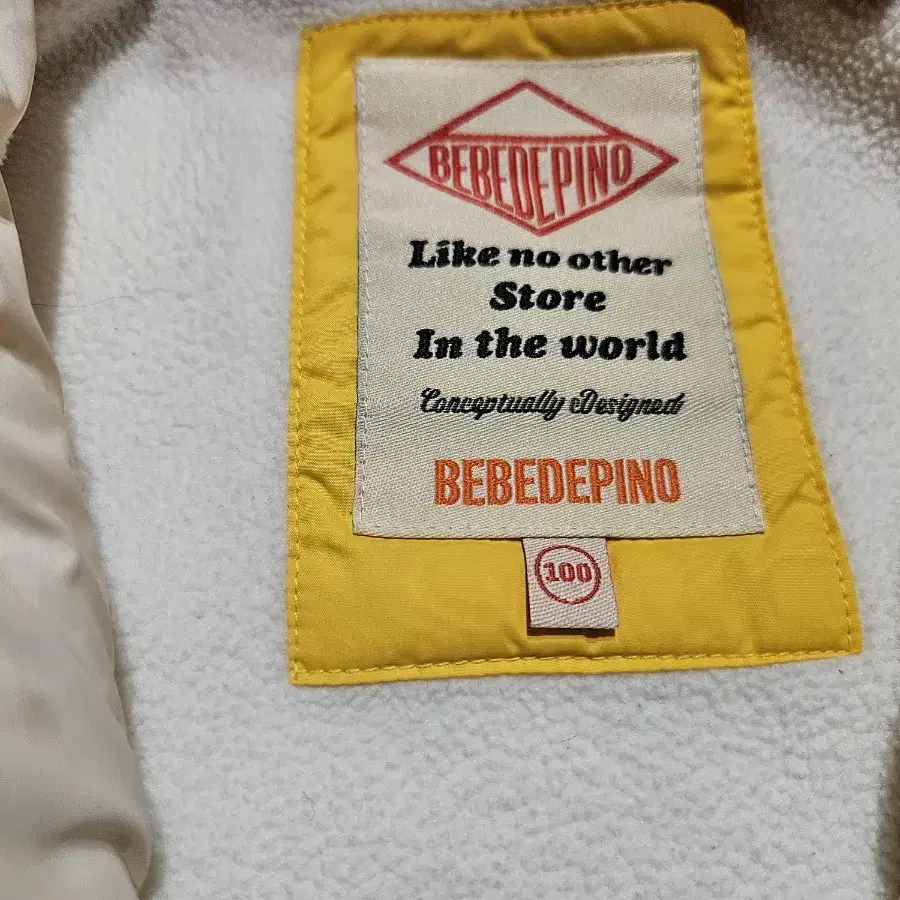 BEBEDEPINO
Like no other
Store
In the world
Conceptually Designed
BEBEDEPINO
100